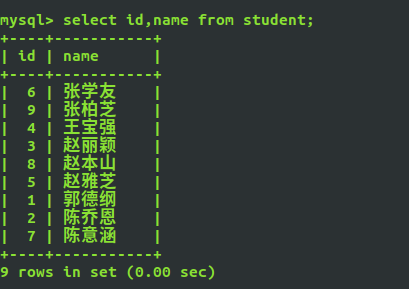 mysql> select id,name from student;
+----+-----------+
| id | name      |
+----+-----------+
|  6 | 张学友    |
|  9 | 张柏芝    |
|  4 | 王宝强    |
|  3 | 赵丽颖    |
|  8 | 赵本山    |
|  5 | 赵雅芝    |
|  1 | 郭德纲    |
|  2 | 陈乔恩    |
|  7 | 陈意涵    |
+----+-----------+
9 rows in set (0.00 sec)